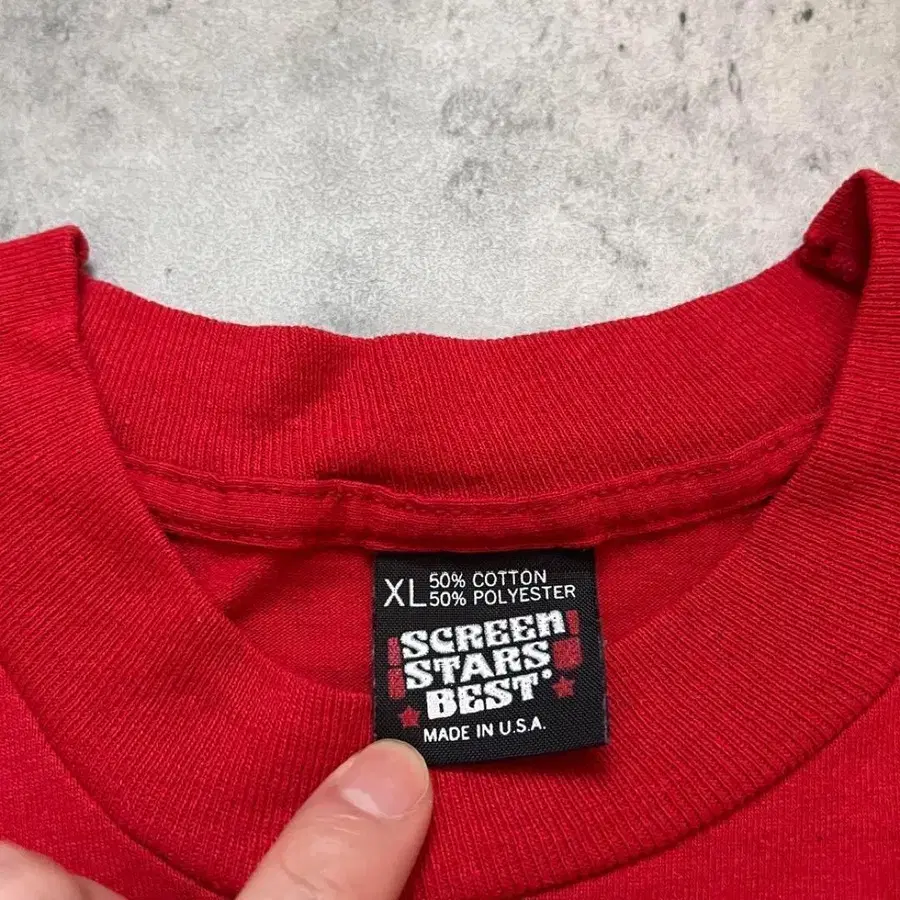 XL 50% COTTON
50% POLYESTER
SCREEN
STARS
BEST®
MADE IN U.S.A.